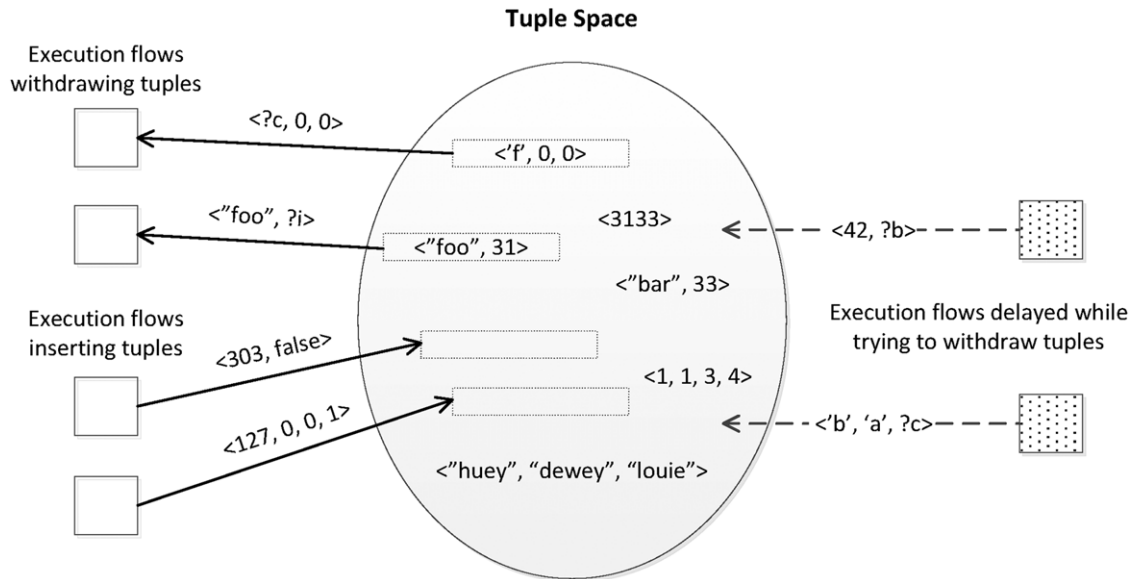 Tuple Space
Execution flows
withdrawing tuples
<?c, 0, 0>
<'f', 0, 0>
<”foo”, ?i>
<”foo”, 31>
<3133>
<42, ?b>
<”bar”, 33>
Execution flows
inserting tuples
Execution flows delayed while
trying to withdraw tuples
<303, false>
<1, 1, 3, 4>
<127, 0, 0, 1>
<’b’, ‘a’, ?c>
<”huey”, “dewey”, “louie”>